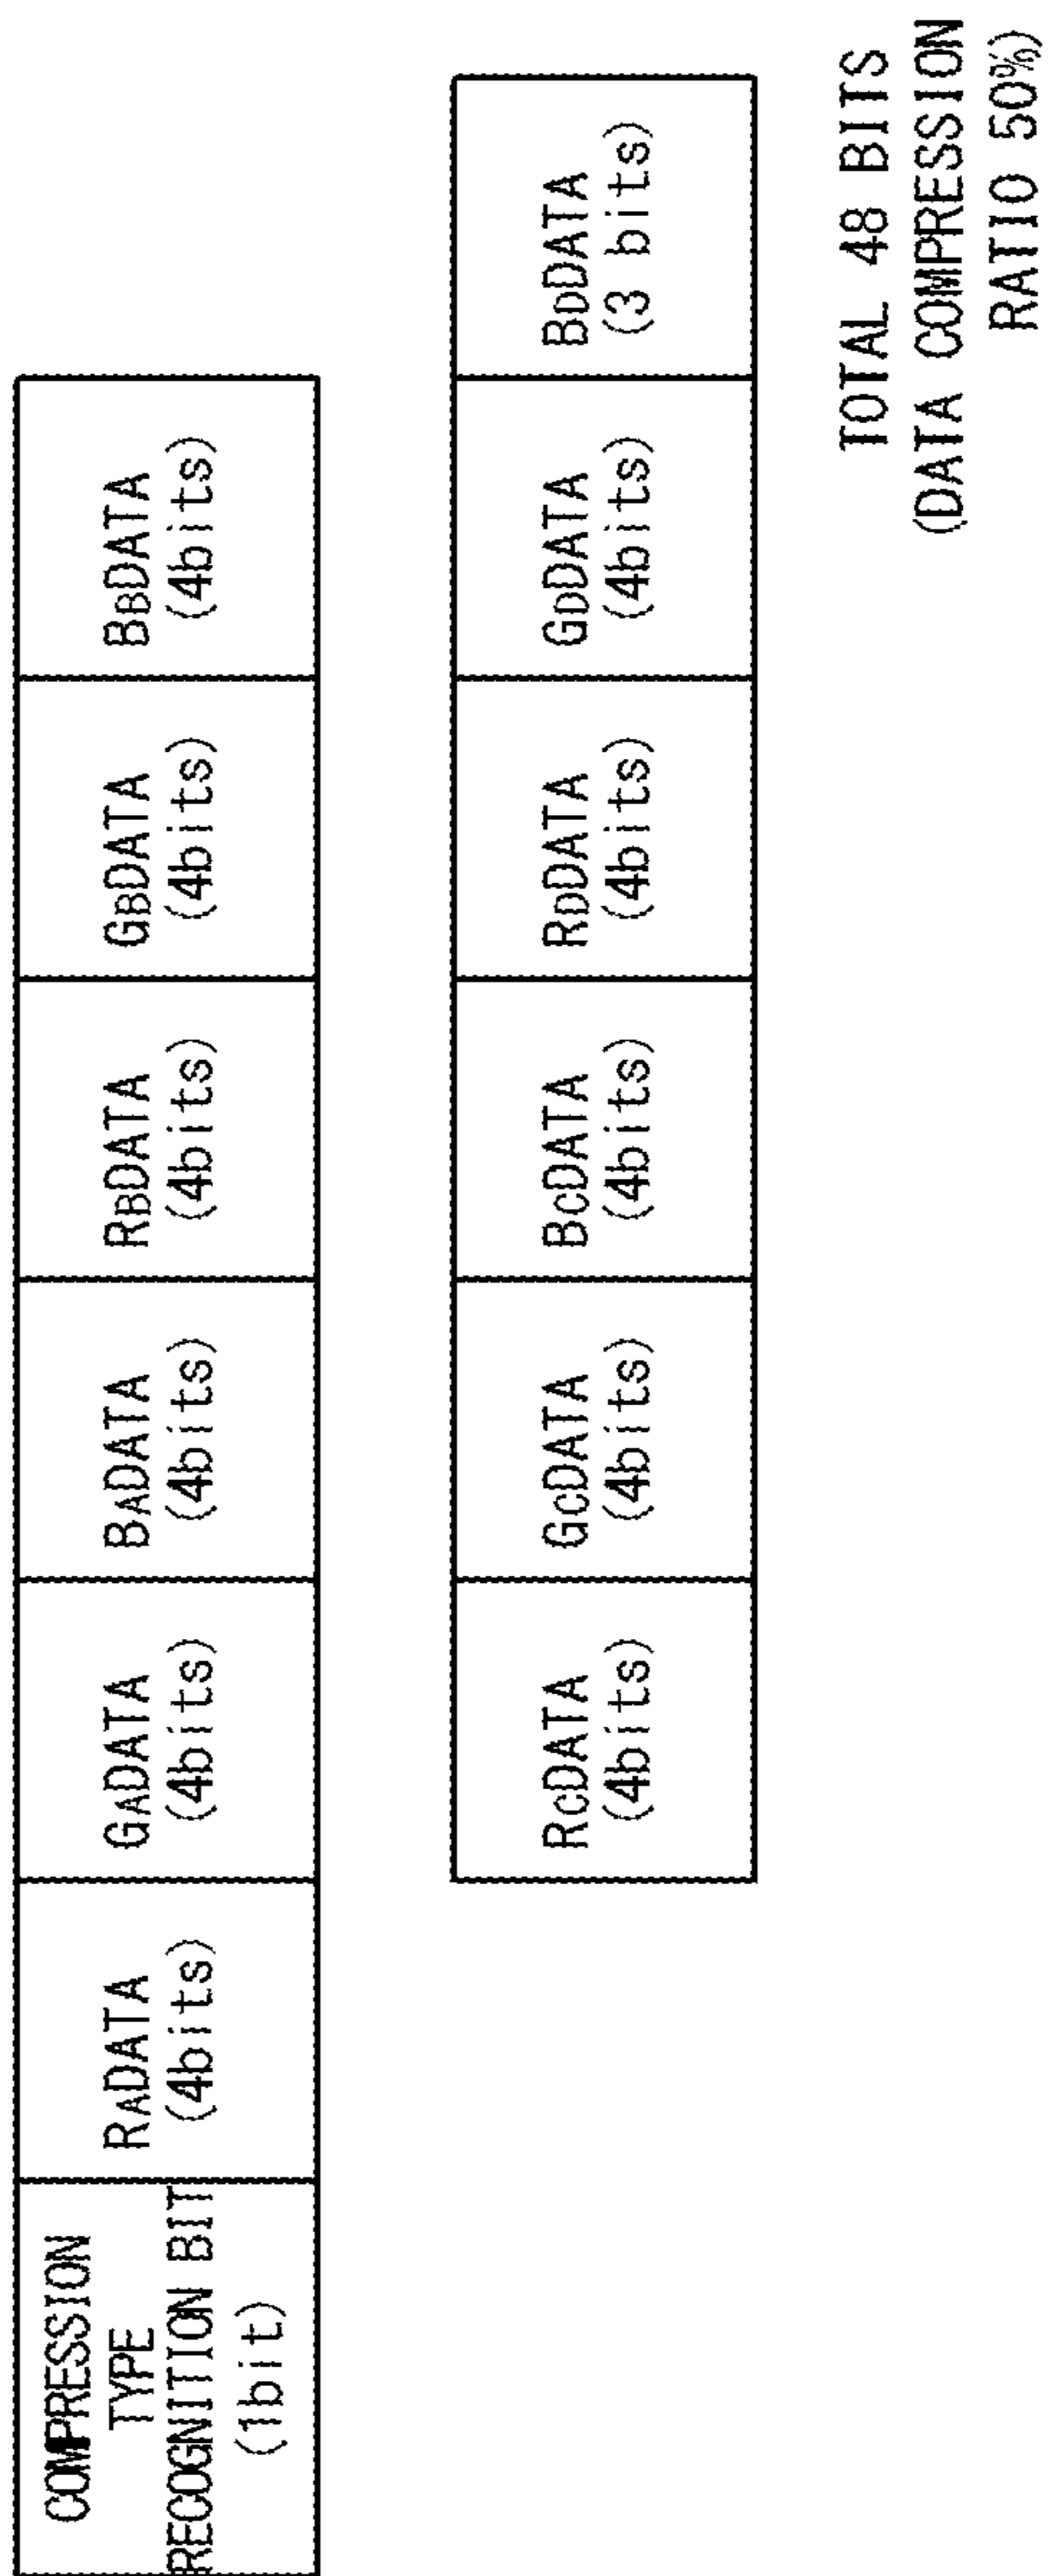 COMPRESSION
TYPE
RECOGNITION BIT
(1bit)
RADATA
(4bits)
GADATA
(4bits)
BADATA
(4bits)
RBDATA
(4bits)
GBDATA
(4bits)
BBDATA
(4bits)
RCDATA
(4bits)
GCDATA
(4bits)
BCDATA
(4bits)
RDDATA
(4bits)
GDDATA
(4bits)
BDDATA
(3 bits)
TOTAL 48 BITS
(DATA COMPRESSION
RATIO 50%)